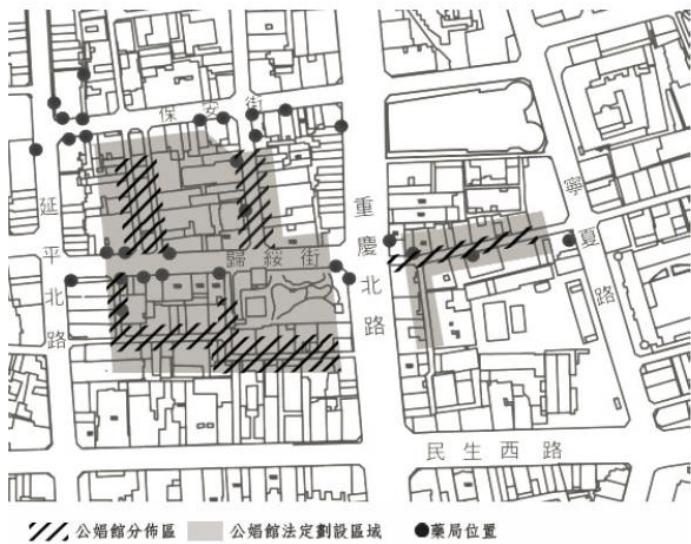 保安街
延平北路
歸綏街
重慶北路
寧夏路
民生西路
公娼館分佈區 公娼館法定劃設區域 藥局位置